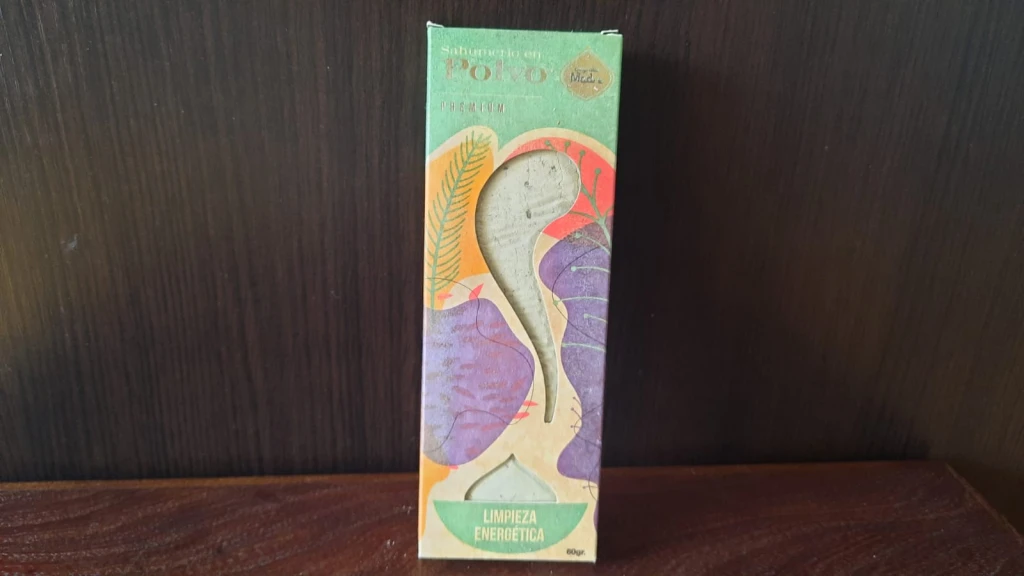 Sahumerio en
Polvo
PREMIUM
LIMPIEZA
ENERGÉTICA
60gr.